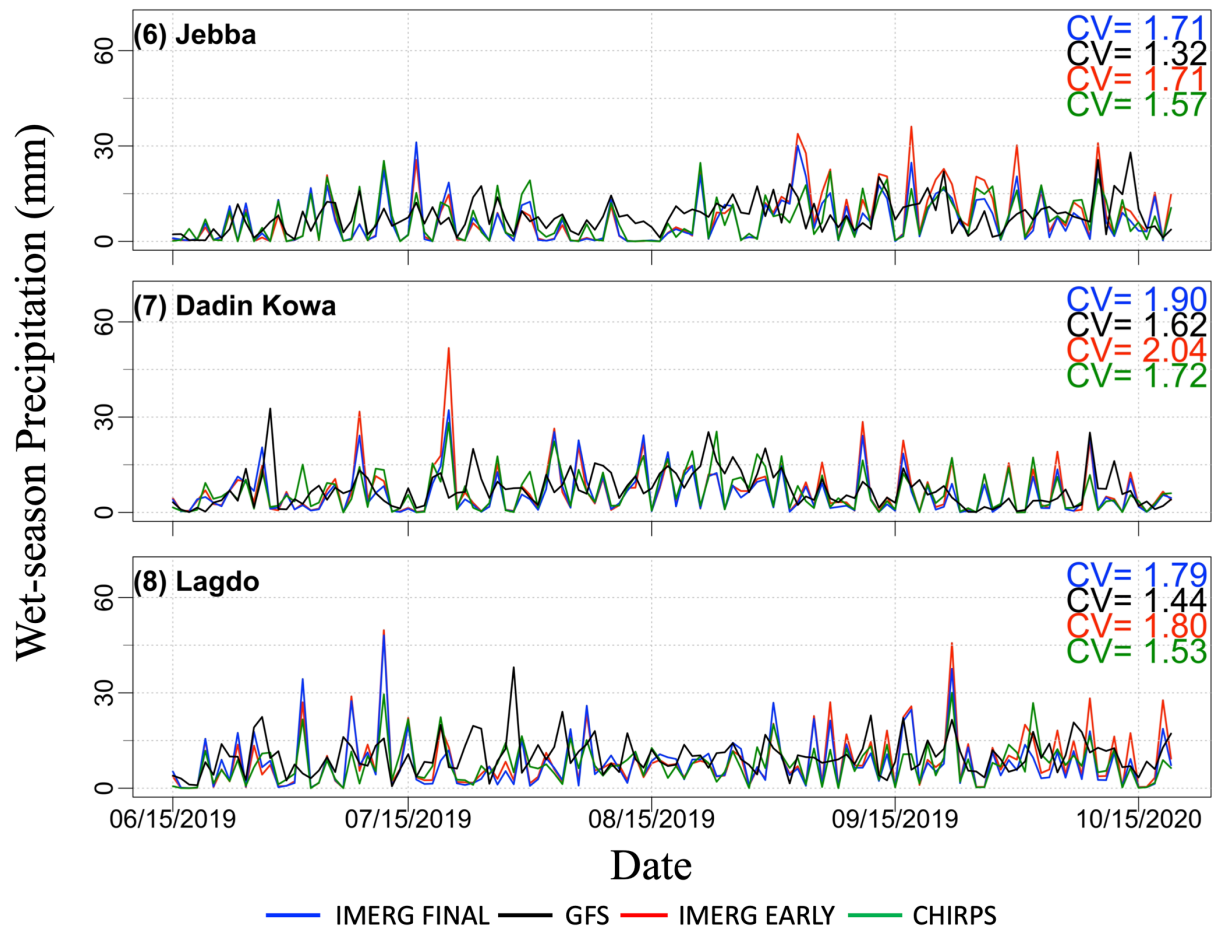 Wet-season Precipitation (mm)
(6) Jebba
CV= 1.71
CV= 1.32
CV= 1.71
CV= 1.57
60
30
0
(7) Dadin Kowa
CV= 1.90
CV= 1.62
CV= 2.04
CV= 1.72
60
30
0
(8) Lagdo
CV= 1.79
CV= 1.44
CV= 1.80
CV= 1.53
60
30
0
06/15/2019 07/15/2019 08/15/2019 09/15/2019 10/15/2020
Date
IMERG FINAL GFS IMERG EARLY CHIRPS